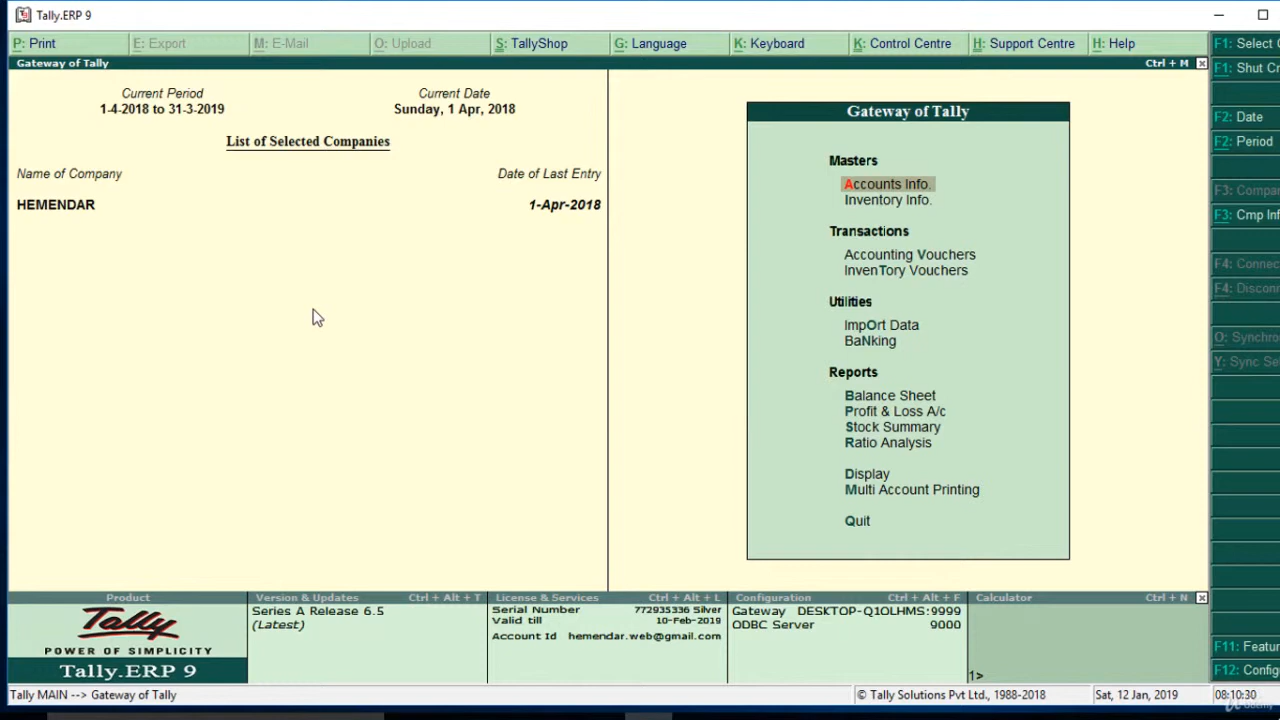 Tally.ERP 9
P: Print E: Export M: E-Mail O: Upload S: TallyShop G: Language K: Keyboard K: Control Centre H: Support Centre H: Help
Gateway of Tally Ctrl + M
Current Period
1-4-2018 to 31-3-2019
Current Date
Sunday, 1 Apr, 2018
List of Selected Companies
Name of Company Date of Last Entry
HEMENDAR 1-Apr-2018
Gateway of Tally
Masters
Accounts Info.
Inventory Info.
Transactions
Accounting Vouchers
InvenTory Vouchers
Utilities
ImpOrt Data
BaNking
Reports
Balance Sheet
Profit & Loss A/c
Stock Summary
Ratio Analysis
Display
Multi Account Printing
Quit
F1: Select
F1: Shut
F2: Date
F2: Period
F3: Compa
F3: Cmp Inf
F4: Connec
F4: Disconn
O: Synchro
Y: Sync Se
F11: Featu
F12: Config
Product
Tally
POWER OF SIMPLICITY
Tally.ERP 9
Version & Updates Ctrl + Alt + T
Series A Release 6.5
(Latest)
License & Services Ctrl + Alt + L
Serial Number 772935336 Silver
Valid till 10-Feb-2019
Account Id hemendar.web@gmail.com
Configuration Ctrl + Alt + F
Gateway DESKTOP-Q1OLHMS:9999
ODBC Server 9000
Calculator Ctrl + N
1>
Tally MAIN --> Gateway of Tally © Tally Solutions Pvt Ltd., 1988-2018 Sat, 12 Jan, 2019 08:10:30
Udemy